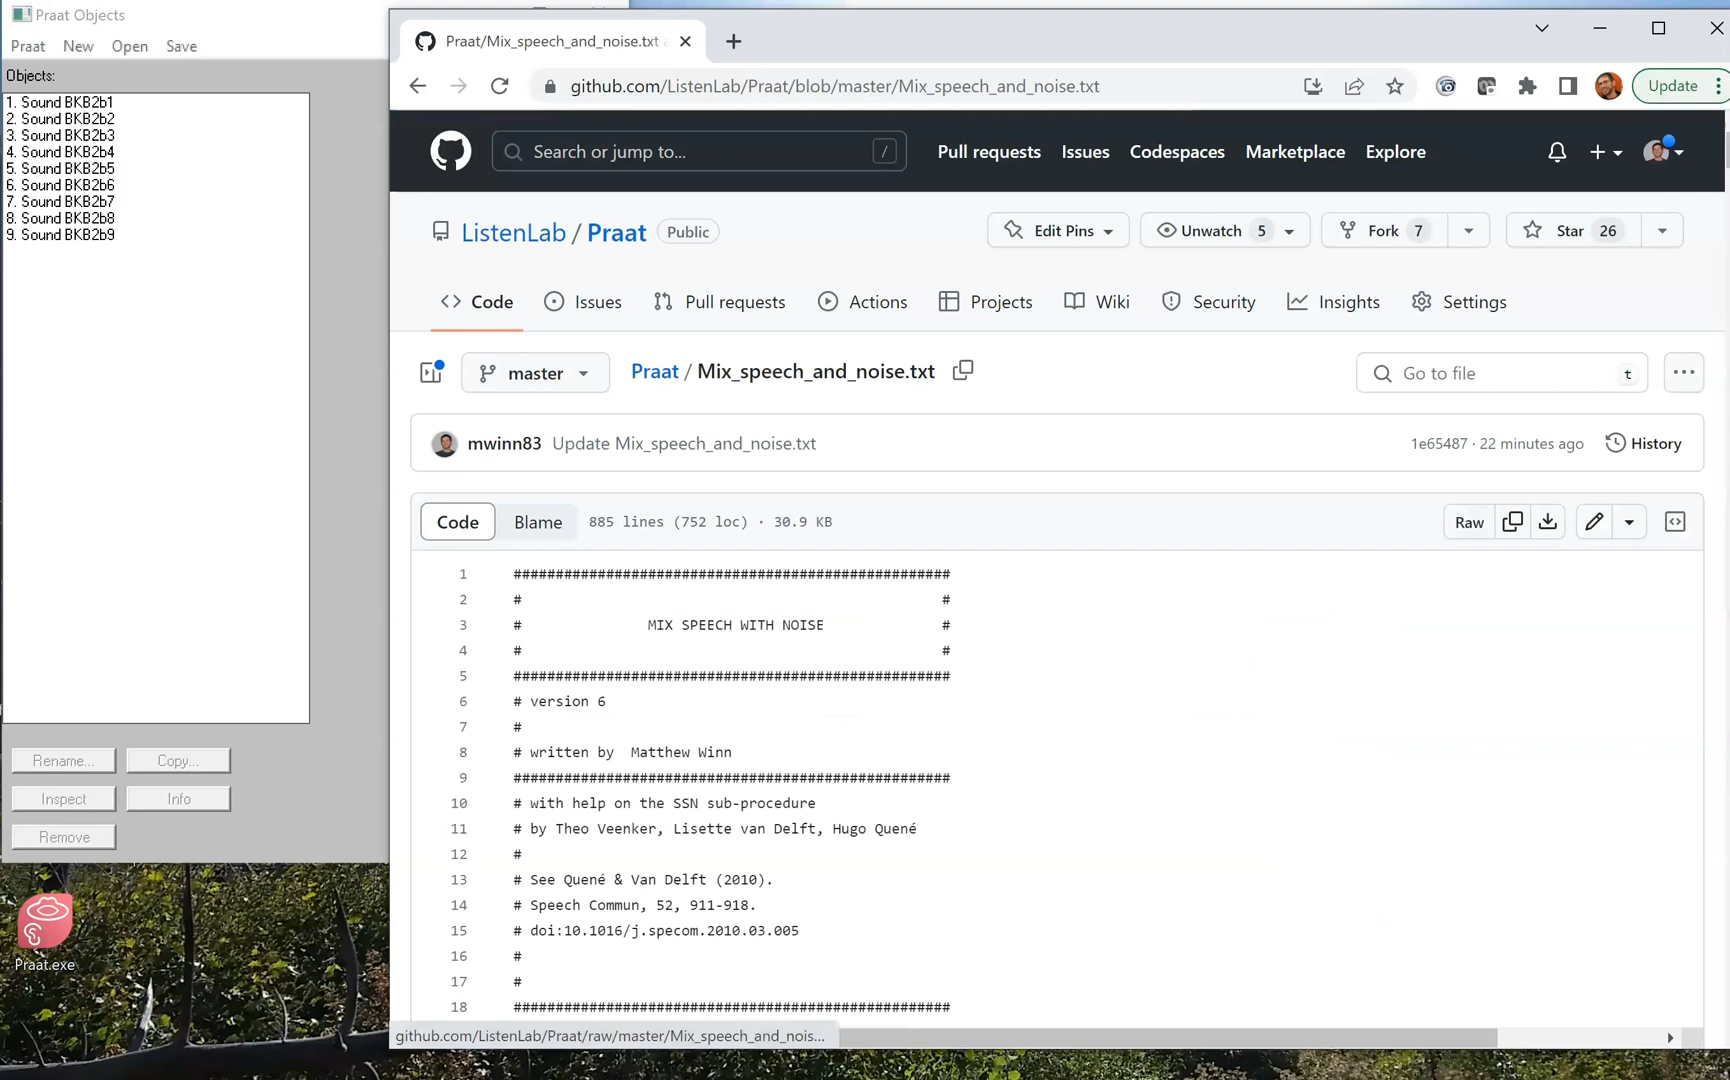 Praat Objects
Praat New Open Save
Objects:
1. Sound BKB2b1
2. Sound BKB2b2
3. Sound BKB2b3
4. Sound BKB2b4
5. Sound BKB2b5
6. Sound BKB2b6
7. Sound BKB2b7
8. Sound BKB2b8
9. Sound BKB2b9
Rename... Copy...
Inspect Info
Remove
Praat.exe
Praat/Mix_speech_and_noise.txt
github.com/ListenLab/Praat/blob/master/Mix_speech_and_noise.txt
Update
Search or jump to... /
Pull requests Issues Codespaces Marketplace Explore
ListenLab / Praat Public
Edit Pins Unwatch 5 Fork 7 Star 26
Code Issues Pull requests Actions Projects Wiki Security Insights Settings
master Praat / Mix_speech_and_noise.txt Go to file t
mwinn83 Update Mix_speech_and_noise.txt 1e65487 · 22 minutes ago History
Code Blame 885 lines (752 loc) · 30.9 KB Raw
1 ####################################################
2 # #
3 # MIX SPEECH WITH NOISE #
4 # #
5 ####################################################
6 # version 6
7 #
8 # written by Matthew Winn
9 ####################################################
10 # with help on the SSN sub-procedure
11 # by Theo Veenker, Lisette van Delft, Hugo Quené
12 #
13 # See Quené & Van Delft (2010).
14 # Speech Commun, 52, 911-918.
15 # doi:10.1016/j.specom.2010.03.005
16 #
17 #
18 ####################################################
github.com/ListenLab/Praat/raw/master/Mix_speech_and_nois...